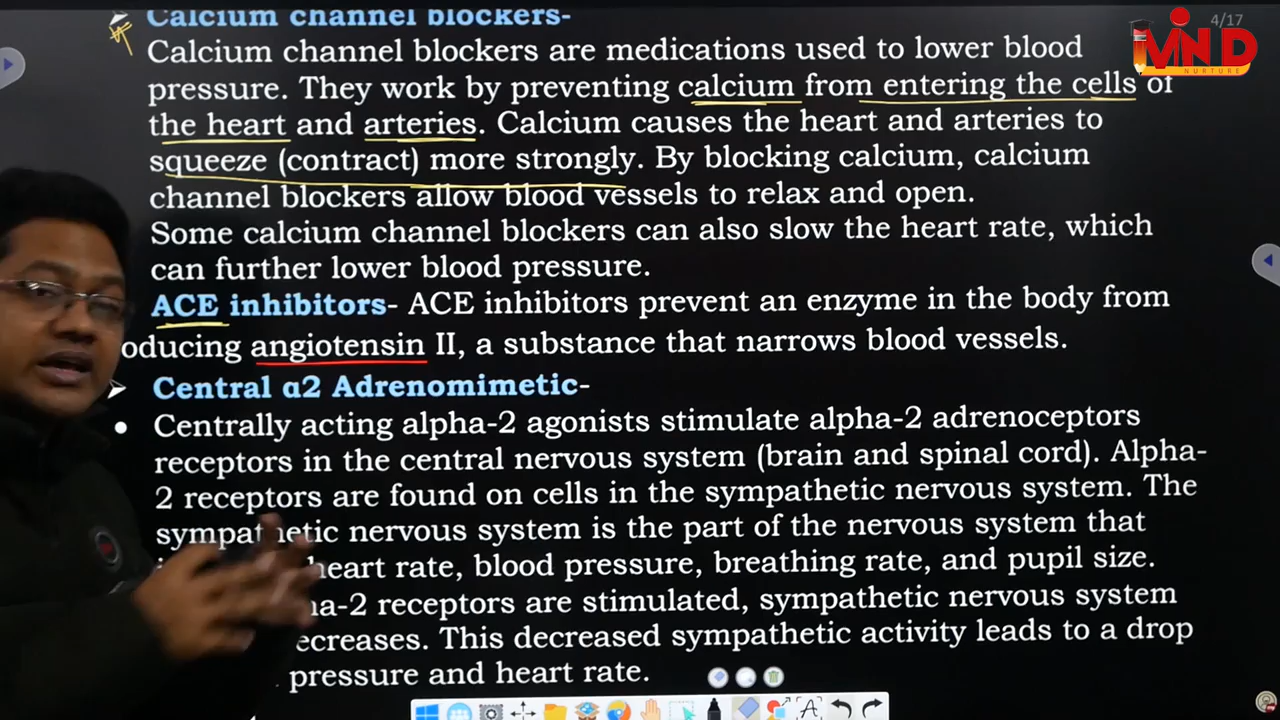 Calcium channel blockers-
4/17
MIND
NURTURE
Calcium channel blockers are medications used to lower blood
pressure. They work by preventing calcium from entering the cells of
the heart and arteries. Calcium causes the heart and arteries to
squeeze (contract) more strongly. By blocking calcium, calcium
channel blockers allow blood vessels to relax and open.
Some calcium channel blockers can also slow the heart rate, which
can further lower blood pressure.
ACE inhibitors- ACE inhibitors prevent an enzyme in the body from
oducing angiotensin II, a substance that narrows blood vessels.
Central α2 Adrenomimetic-
Centrally acting alpha-2 agonists stimulate alpha-2 adrenoceptors
receptors in the central nervous system (brain and spinal cord). Alpha-
2 receptors are found on cells in the sympathetic nervous system. The
sympathetic nervous system is the part of the nervous system that
heart rate, blood pressure, breathing rate, and pupil size.
ha-2 receptors are stimulated, sympathetic nervous system
ecreases. This decreased sympathetic activity leads to a drop
pressure and heart rate.